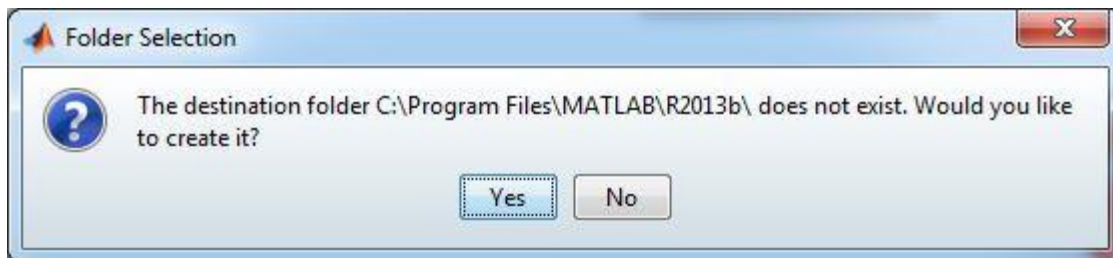 Folder Selection
The destination folder C:\Program Files\MATLAB\R2013b\ does not exist. Would you like
to create it?
Yes No